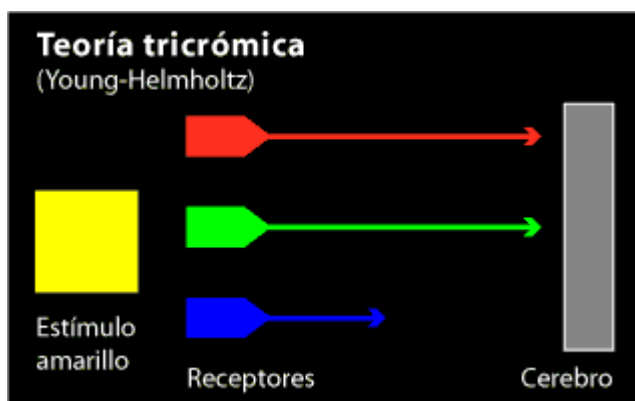 Teoría tricrómica
(Young-Helmholtz)
Estímulo
amarillo
Receptores
Cerebro